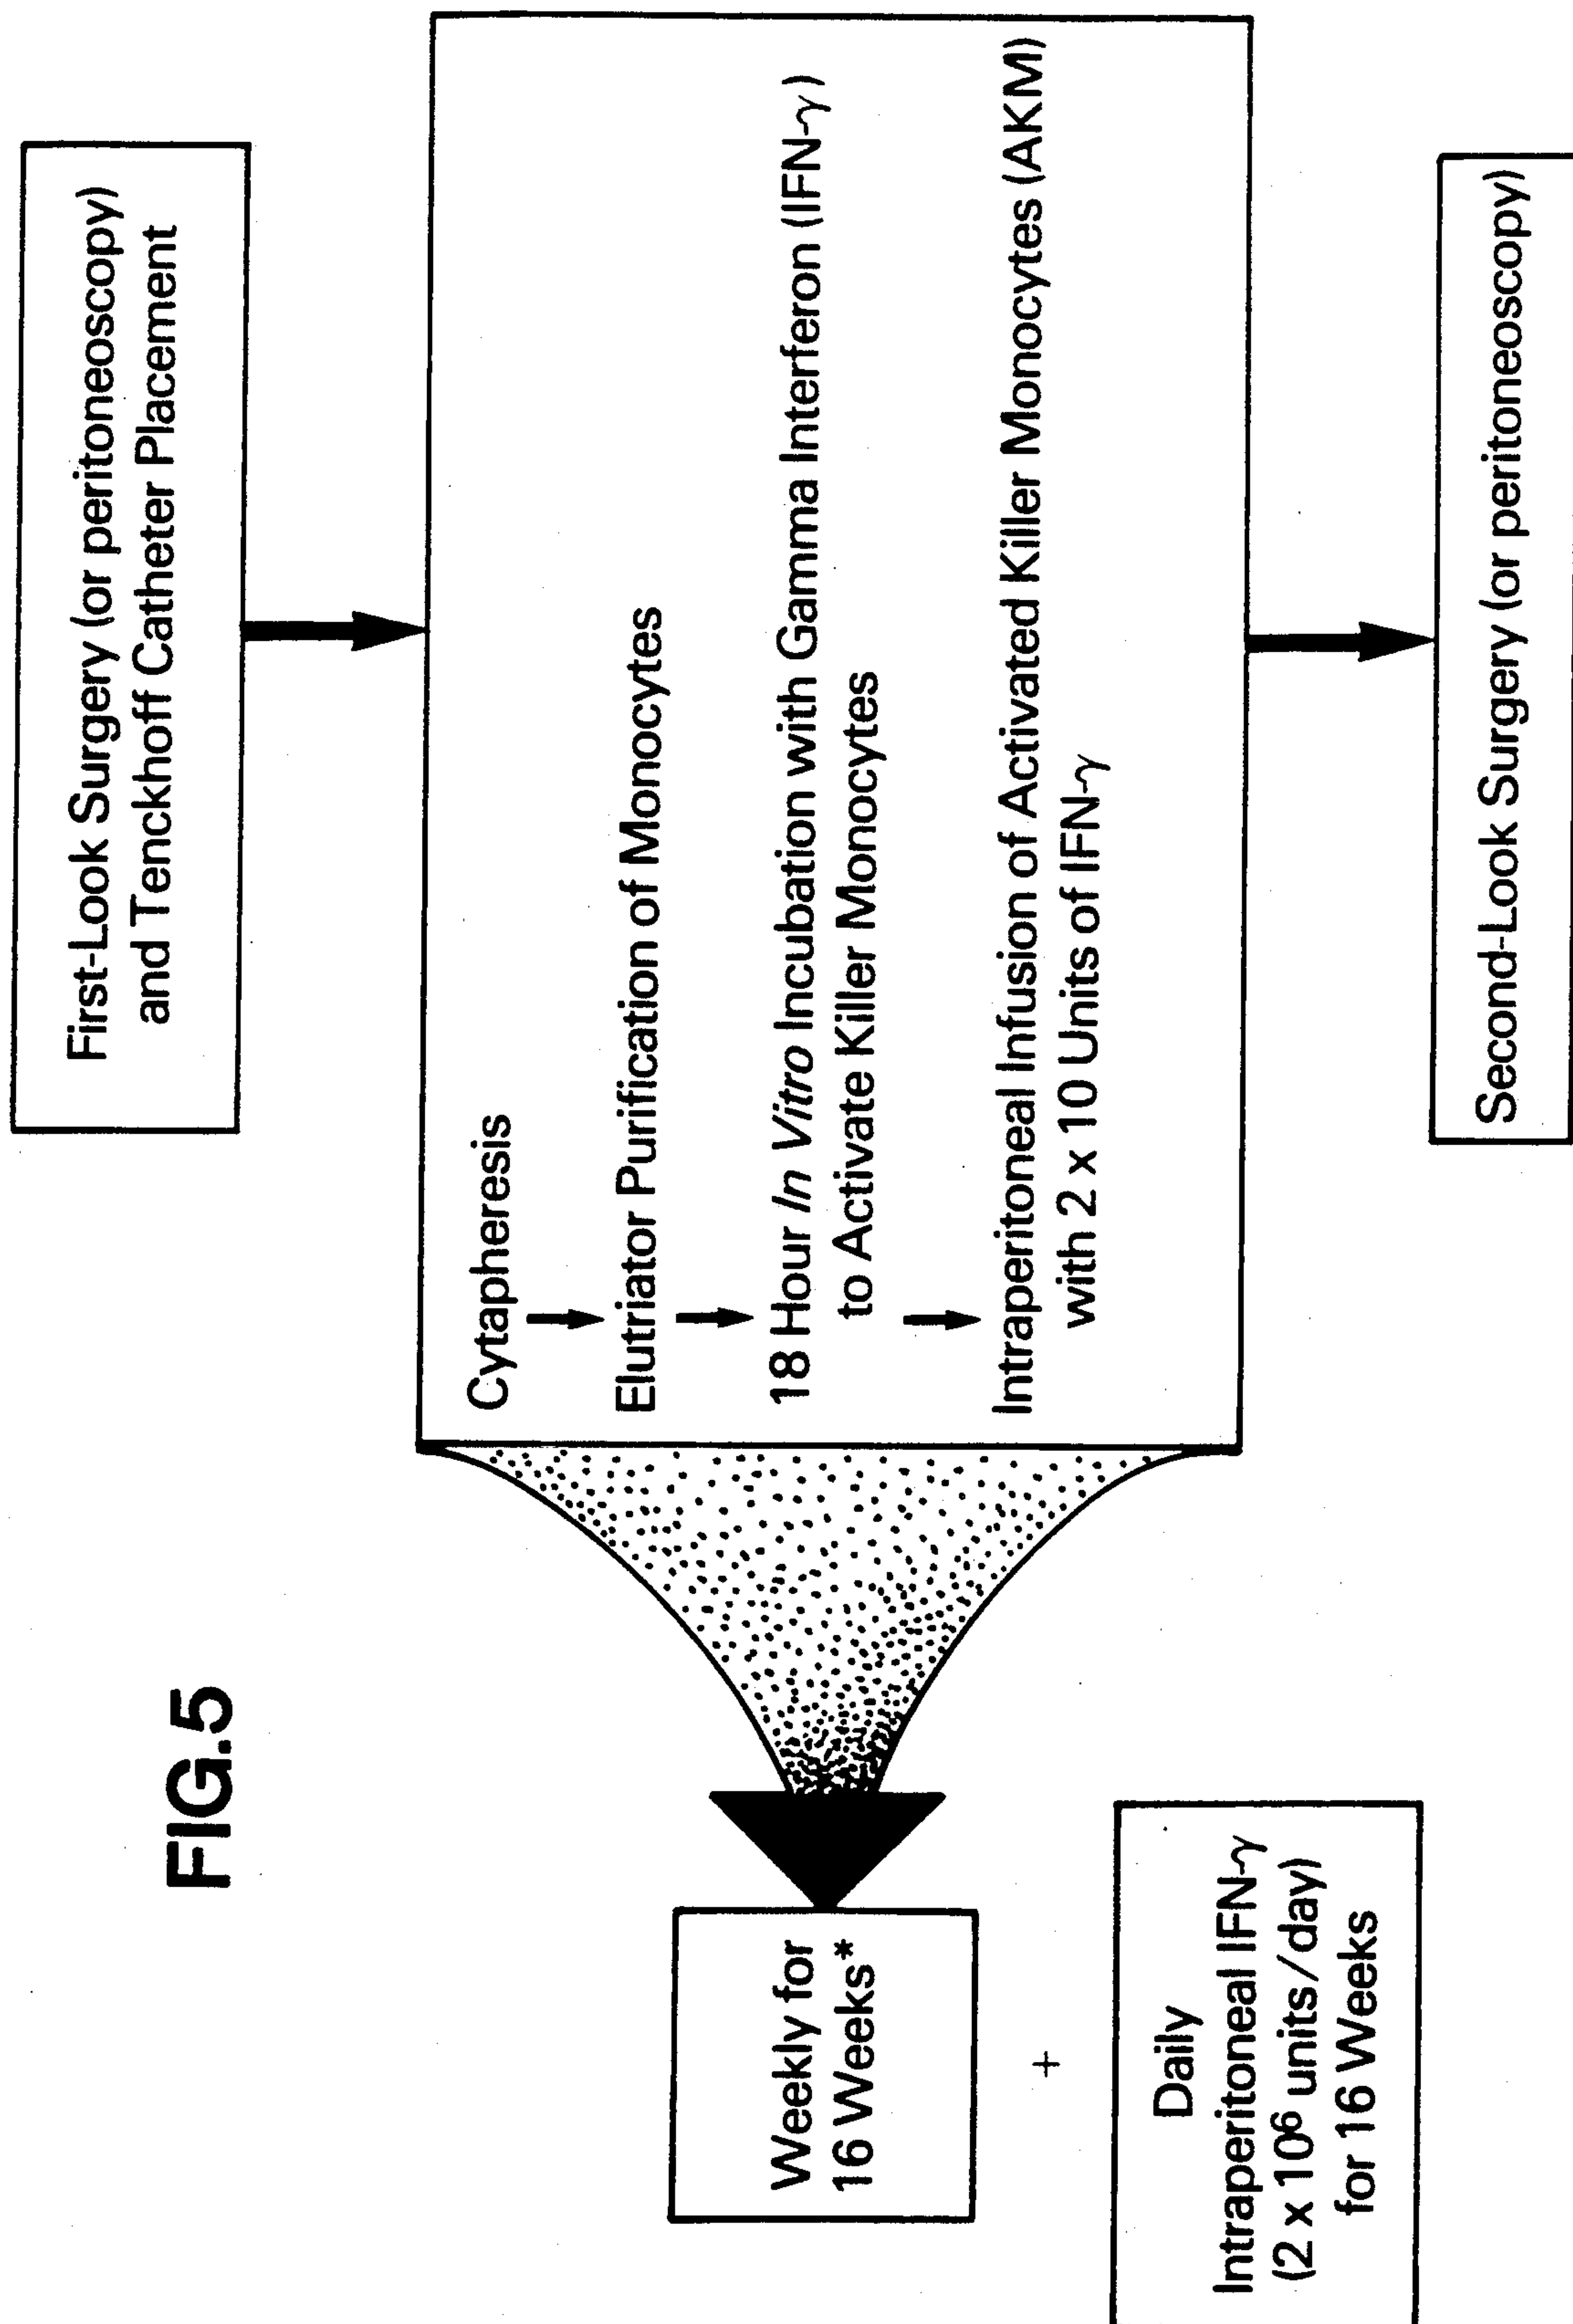 FIG.5
First-Look Surgery (or peritoneoscopy)
and Tenckhoff Catheter Placement
Cytapheresis
Elutriator Purification of Monocytes
18 Hour In Vitro Incubation with Gamma Interferon (IFN-γ)
to Activate Killer Monocytes
Intraperitoneal Infusion of Activated Killer Monocytes (AKM)
with 2 x 10 Units of IFN-γ
Weekly for
16 Weeks*
+
Daily
Intraperitoneal IFN-γ
(2 x 10⁶ units/day)
for 16 Weeks
Second-Look Surgery (or peritoneoscopy)